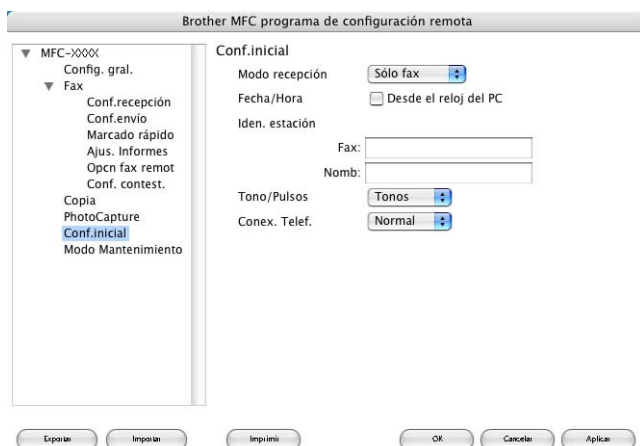 Brother MFC programa de configuración remota
MFC-XXXX
Config. gral.
Fax
Conf.recepción
Conf.envío
Marcado rápido
Ajus. Informes
Opcn fax remot
Conf. contest.
Copia
PhotoCapture
Conf.inicial
Modo Mantenimiento
Conf.inicial
Modo recepción Sólo fax
Fecha/Hora Desde el reloj del PC
Iden. estación
Fax:
Nomb:
Tono/Pulsos Tonos
Conex. Telef. Normal
Exportar Importar Imprimir OK Cancelar Aplicar